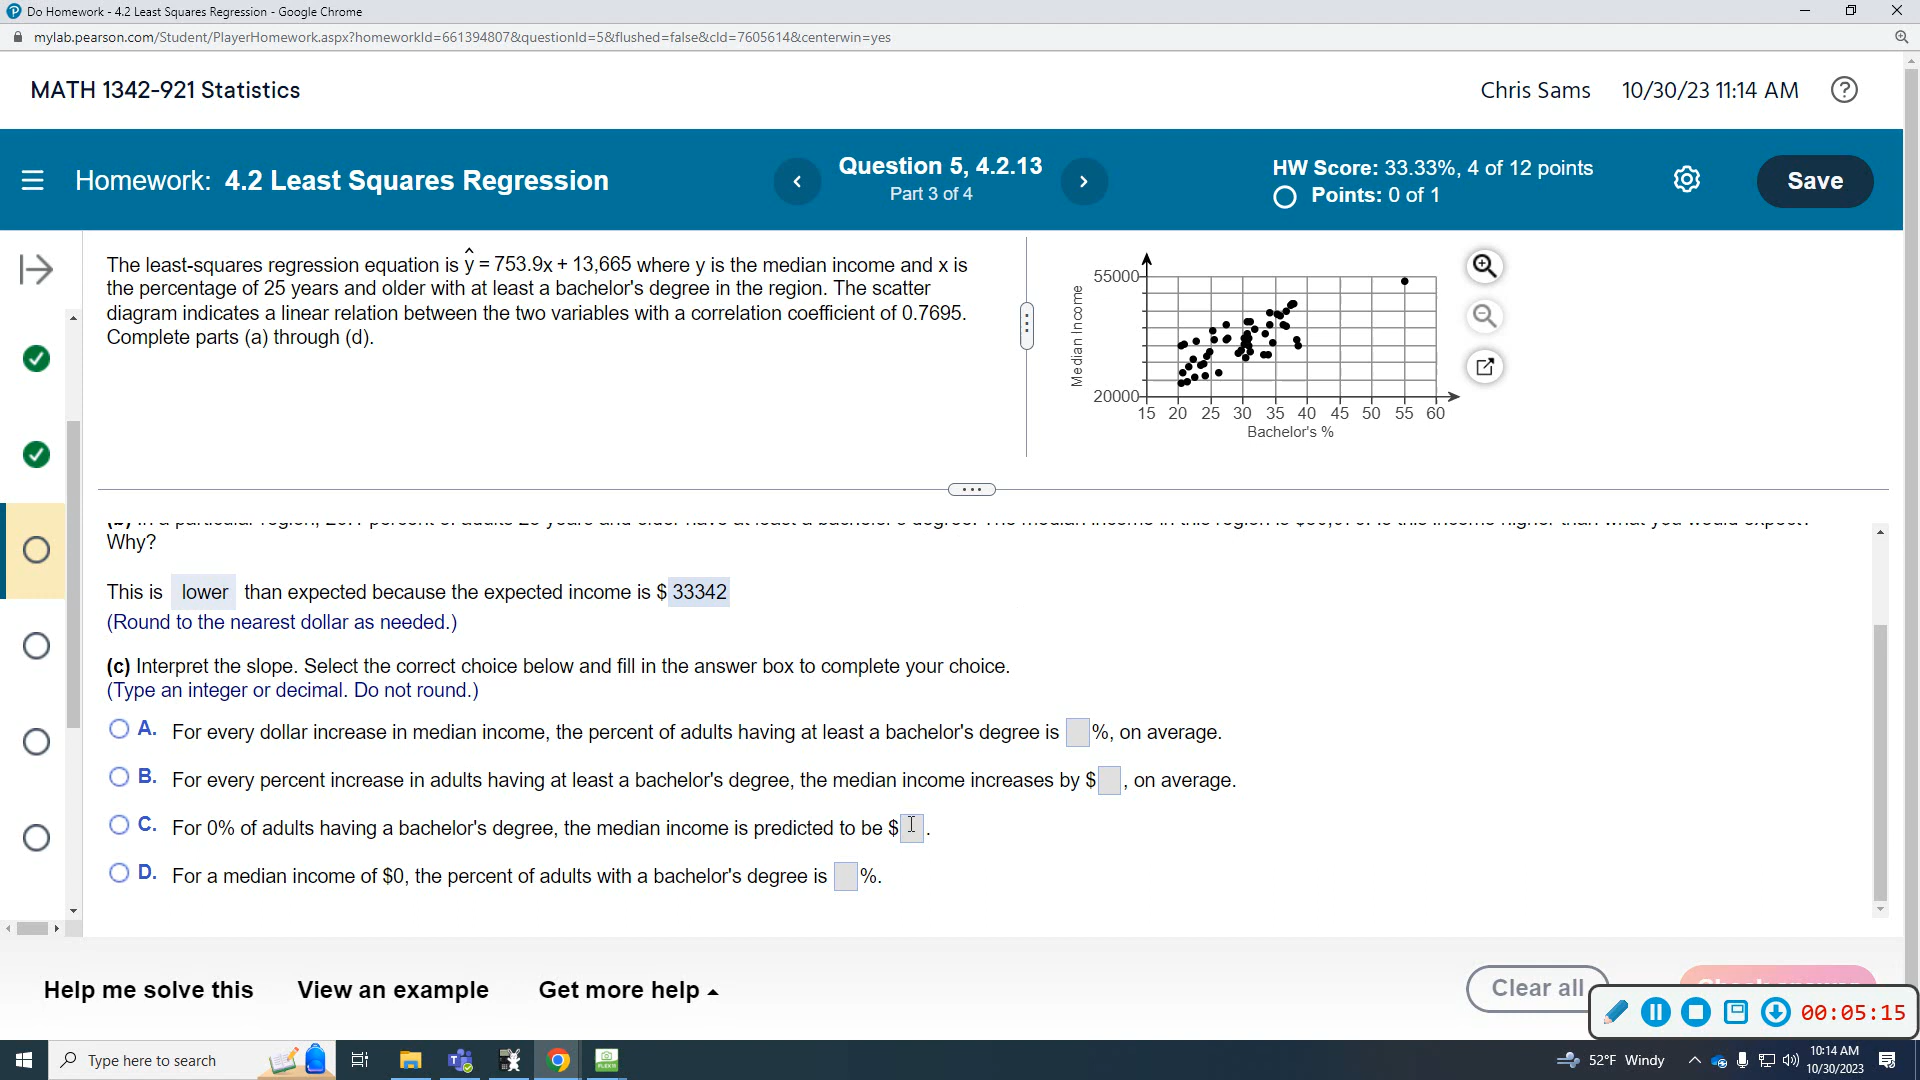 Do Homework - 4.2 Least Squares Regression - Google Chrome
mylab.pearson.com/Student/PlayerHomework.aspx?homeworkId=661394807&questionId=5&flushed=false&cId=7605614&centerwin=yes
MATH 1342-921 Statistics
Chris Sams 10/30/23 11:14 AM
Homework: 4.2 Least Squares Regression
Question 5, 4.2.13
Part 3 of 4
HW Score: 33.33%, 4 of 12 points
Points: 0 of 1
Save
The least-squares regression equation is ŷ = 753.9x + 13,665 where y is the median income and x is
the percentage of 25 years and older with at least a bachelor's degree in the region. The scatter
diagram indicates a linear relation between the two variables with a correlation coefficient of 0.7695.
Complete parts (a) through (d).
55000
Median Income
20000
15 20 25 30 35 40 45 50 55 60
Bachelor's %
Why?
This is lower than expected because the expected income is $ 33342
(Round to the nearest dollar as needed.)
(c) Interpret the slope. Select the correct choice below and fill in the answer box to complete your choice.
(Type an integer or decimal. Do not round.)
A. For every dollar increase in median income, the percent of adults having at least a bachelor's degree is %, on average.
B. For every percent increase in adults having at least a bachelor's degree, the median income increases by $ , on average.
C. For 0% of adults having a bachelor's degree, the median income is predicted to be $ .
D. For a median income of $0, the percent of adults with a bachelor's degree is %.
Help me solve this
View an example
Get more help
Clear all
00:05:15
Type here to search
52°F Windy
10:14 AM
10/30/2023